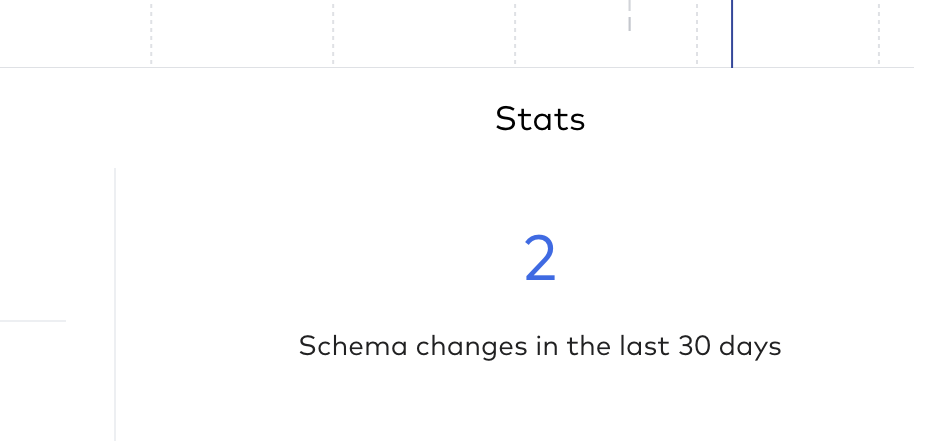 Stats
2
Schema changes in the last 30 days